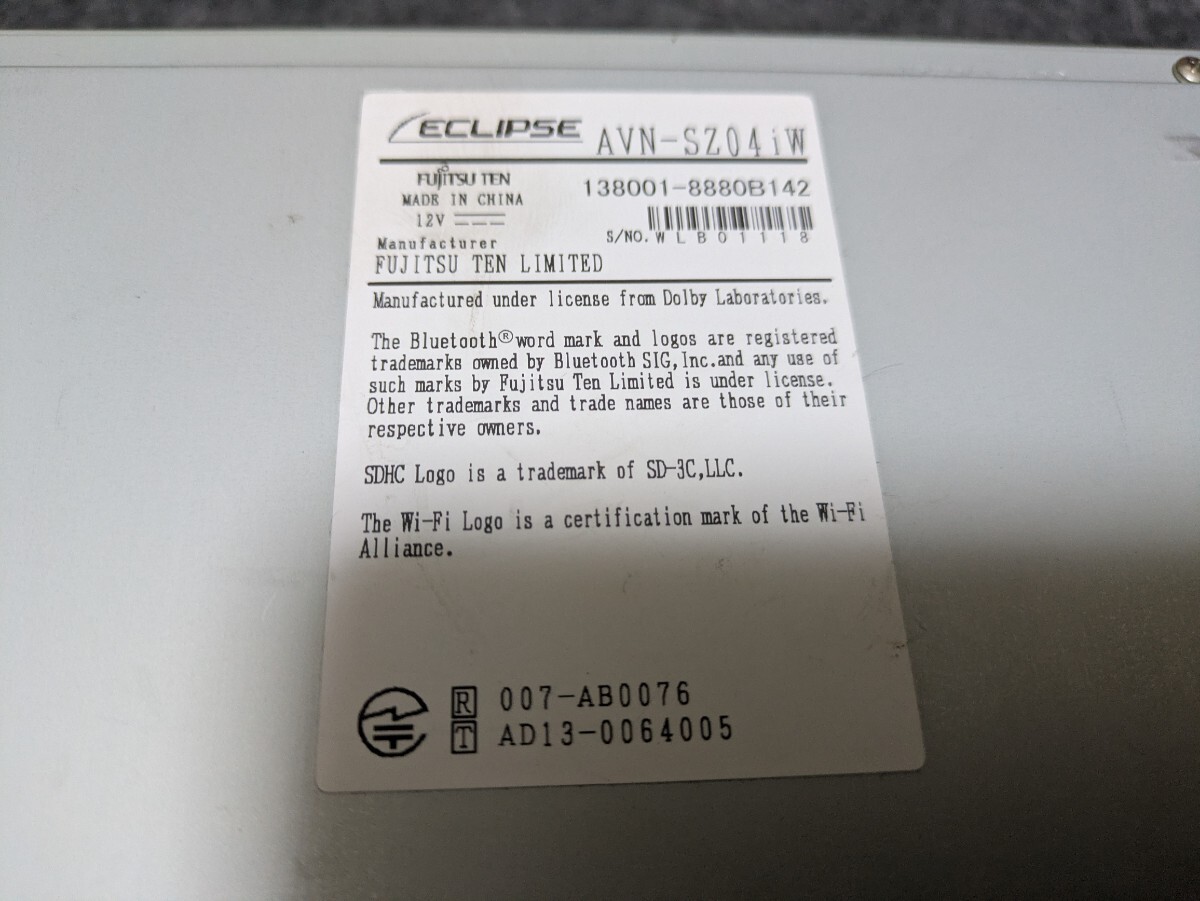 ECLIPSE AVN-SZ04iW
FUJITSU TEN
138001-8880B142
MADE IN CHINA
12V
S/NO. WLB01118
Manufacturer
FUJITSU TEN LIMITED
Manufactured under license from Dolby Laboratories.
The Bluetooth® word mark and logos are registered
trademarks owned by Bluetooth SIG, Inc.and any use of
such marks by Fujitsu Ten Limited is under license.
Other trademarks and trade names are those of their
respective owners.
SDHC Logo is a trademark of SD-3C,LLC.
The Wi-Fi Logo is a certification mark of the Wi-Fi
Alliance.
R 007-AB0076
T AD13-0064005